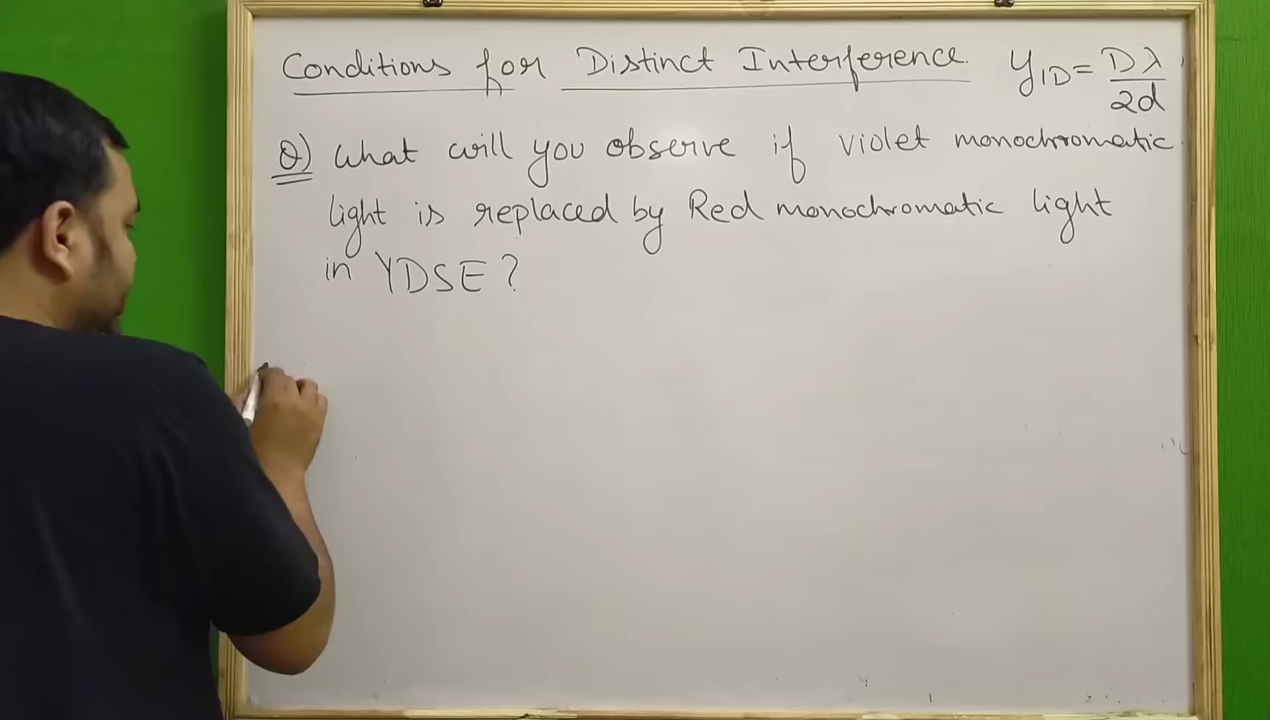 Conditions for Distinct Interference. y1D = Dλ/2d
Q) What will you observe if violet monochromatic
light is replaced by Red monochromatic light
in YDSE?